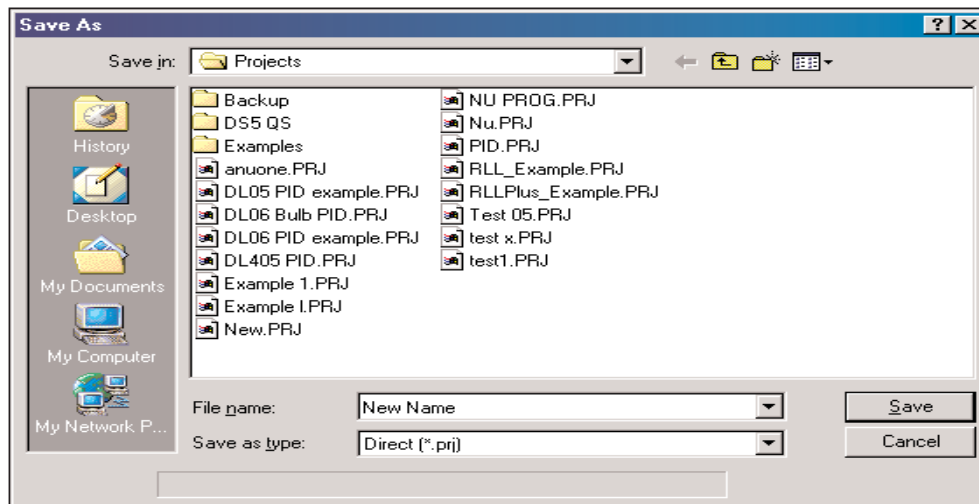 Save As
Save in: Projects
History
Desktop
My Documents
My Computer
My Network P...
Backup
DS5 QS
Examples
anuone.PRJ
DL05 PID example.PRJ
DL06 Bulb PID.PRJ
DL06 PID example.PRJ
DL405 PID.PRJ
Example 1.PRJ
Example I.PRJ
New.PRJ
NU PROG.PRJ
Nu.PRJ
PID.PRJ
RLL_Example.PRJ
RLLPlus_Example.PRJ
Test 05.PRJ
test x.PRJ
test1.PRJ
File name: New Name
Save
Save as type: Direct (*.prj)
Cancel